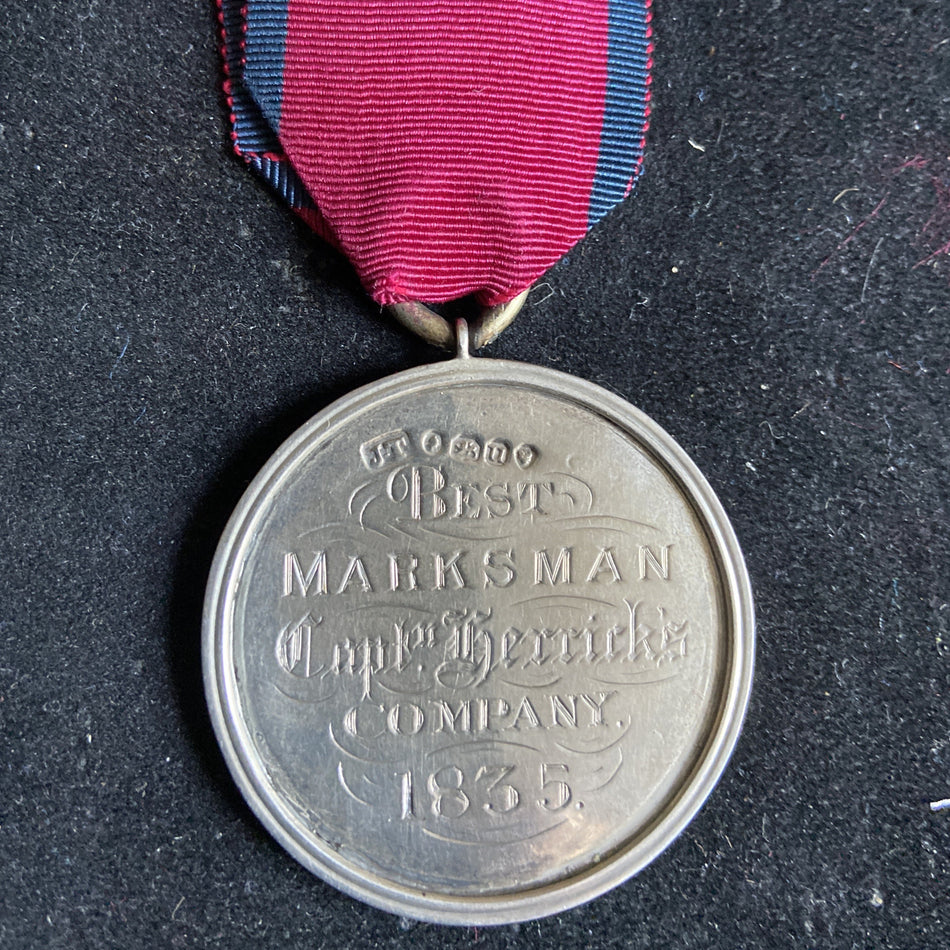 J·T
BEST
MARKSMAN
Captn. Herrick's
COMPANY.
1835.